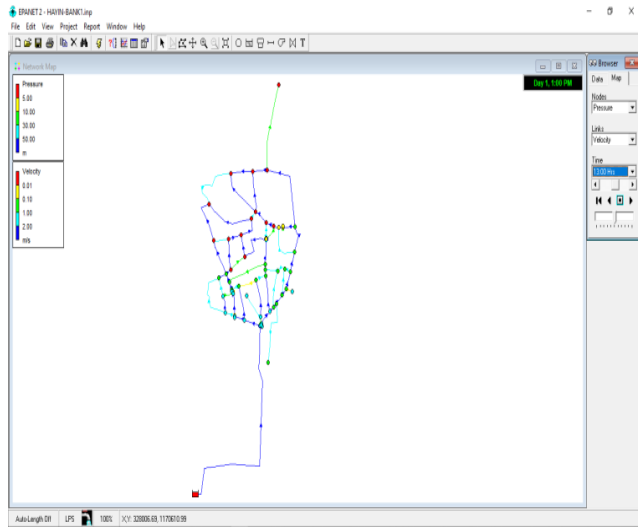 EPANET 2 - HAYIN-BANK1.inp
File Edit View Project Report Window Help
Network Map
Day 1, 1:00 PM
Pressure
5.00
10.00
30.00
50.00
m
Velocity
0.01
0.10
1.00
2.00
m/s
Browser
Data Map
Nodes
Pressure
Links
Velocity
Time
13:00 Hrs
Auto-Length Off LPS 100% X,Y: 328806.69, 1170610.99